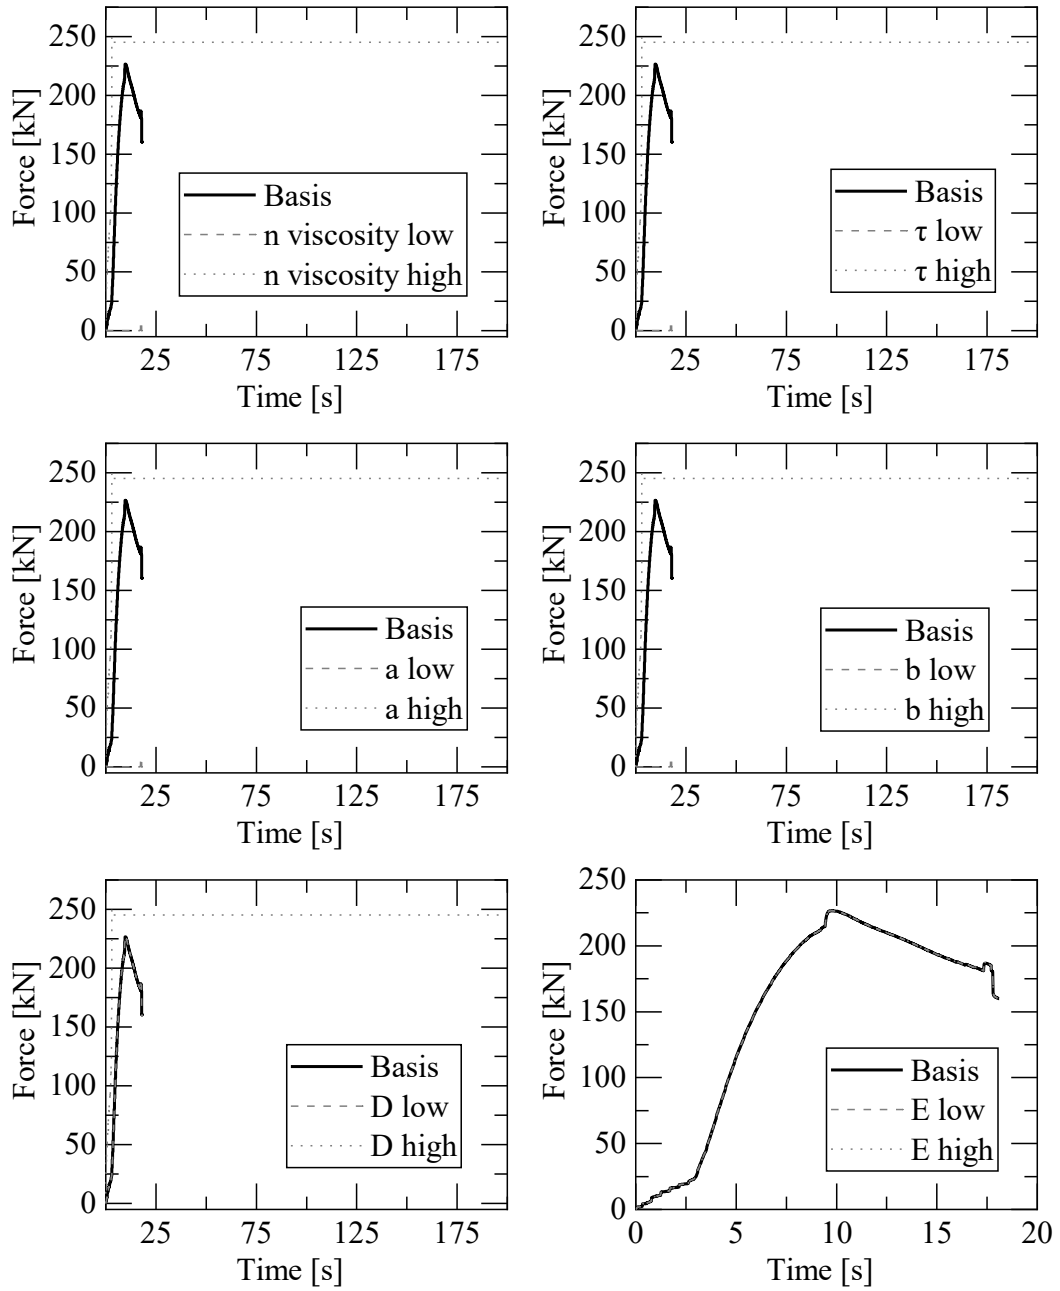 250
200
150
100
50
0
Force [kN]
Basis
n viscosity low
n viscosity high
25 75 125 175
Time [s]
250
200
150
100
50
0
Force [kN]
Basis
τ low
τ high
25 75 125 175
Time [s]
250
200
150
100
50
0
Force [kN]
Basis
a low
a high
25 75 125 175
Time [s]
250
200
150
100
50
0
Force [kN]
Basis
b low
b high
25 75 125 175
Time [s]
250
200
150
100
50
0
Force [kN]
Basis
D low
D high
25 75 125 175
Time [s]
250
200
150
100
50
0
Force [kN]
Basis
E low
E high
0 5 10 15 20
Time [s]